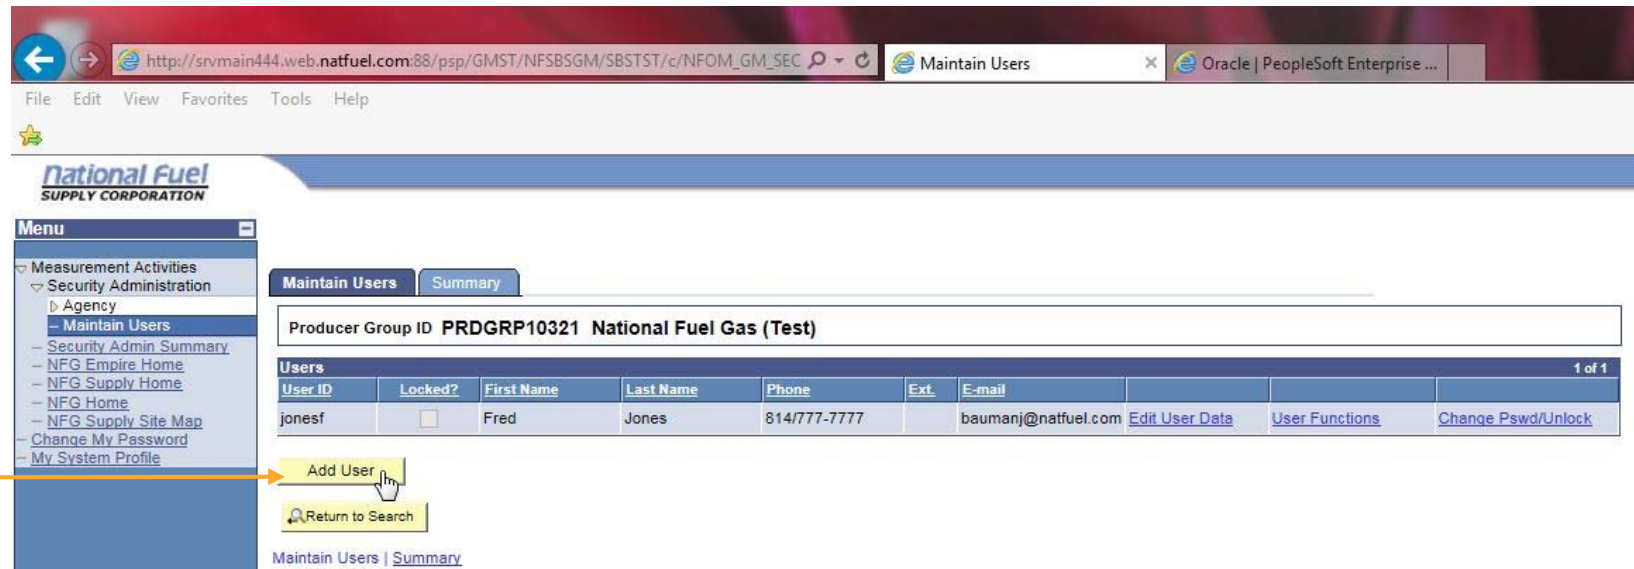 http://srvmain444.web.natfuel.com:88/psp/GMST/NFSBSGM/SBSTST/c/NFOM_GM_SEC
Maintain Users
Oracle | PeopleSoft Enterprise ...
File Edit View Favorites Tools Help
National Fuel
SUPPLY CORPORATION
Menu
Measurement Activities
Security Administration
Agency
Maintain Users
Security Admin Summary
NFG Empire Home
NFG Supply Home
NFG Home
NFG Supply Site Map
Change My Password
My System Profile
Maintain Users Summary
Producer Group ID PRDGRP10321 National Fuel Gas (Test)
Users 1 of 1
User ID Locked? First Name Last Name Phone Ext. E-mail
jonesf Fred Jones 814/777-7777 baumanj@natfuel.com Edit User Data User Functions Change Pswd/Unlock
Add User
Return to Search
Maintain Users | Summary